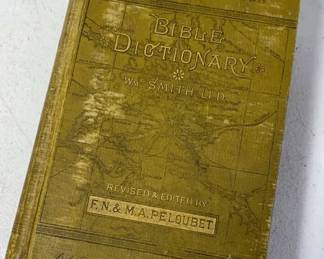 BIBLE
DICTIONARY
WM SMITH LL.D.
REVISED & EDITED BY
F.N. & M.A. PELOUBET